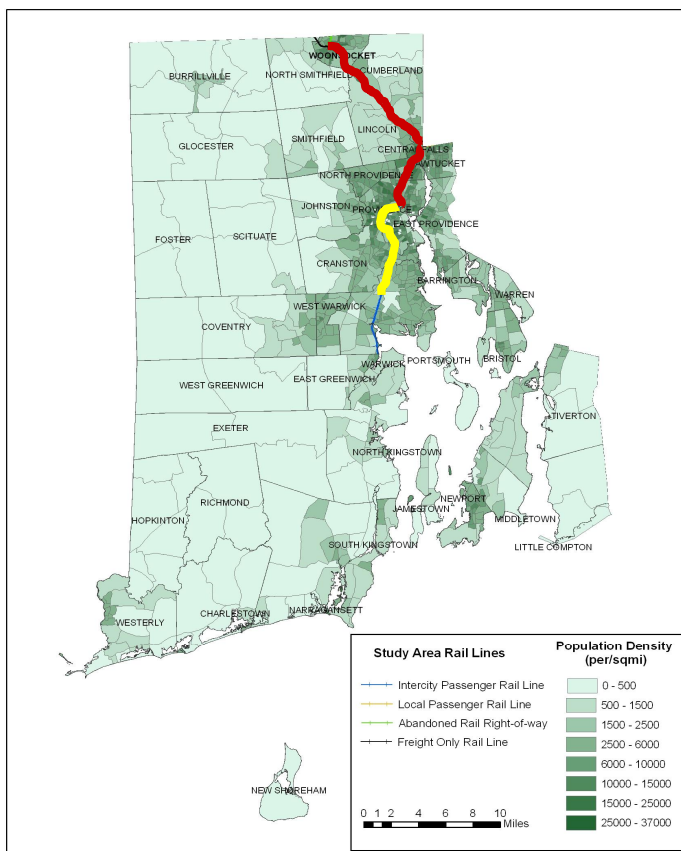 WOONSOCKET
BURRILLVILLE
NORTH SMITHFIELD
CUMBERLAND
LINCOLN
SMITHFIELD
GLOCESTER
CENTRAL FALLS
PAWTUCKET
NORTH PROVIDENCE
JOHNSTON
PROVIDENCE
EAST PROVIDENCE
FOSTER
SCITUATE
CRANSTON
BARRINGTON
WARREN
WEST WARWICK
COVENTRY
WARWICK
PORTSMOUTH
BRISTOL
EAST GREENWICH
WEST GREENWICH
TIVERTON
EXETER
NORTH KINGSTOWN
RICHMOND
NEWPORT
JAMESTOWN
HOPKINTON
MIDDLETOWN
SOUTH KINGSTOWN
LITTLE COMPTON
CHARLESTOWN
NARRAGANSETT
WESTERLY
NEW SHOREHAM
Study Area Rail Lines
Intercity Passenger Rail Line
Local Passenger Rail Line
Abandoned Rail Right-of-way
Freight Only Rail Line
0 1 2 4 6 8 10
Miles
Population Density
(per/sqmi)
0 - 500
500 - 1500
1500 - 2500
2500 - 6000
6000 - 10000
10000 - 15000
15000 - 25000
25000 - 37000